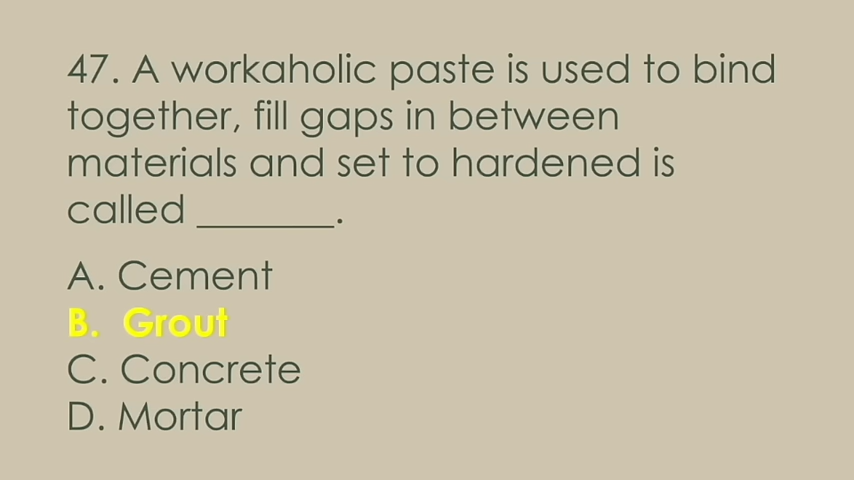 47. A workaholic paste is used to bind
together, fill gaps in between
materials and set to hardened is
called _______.
A. Cement
B. Grout
C. Concrete
D. Mortar